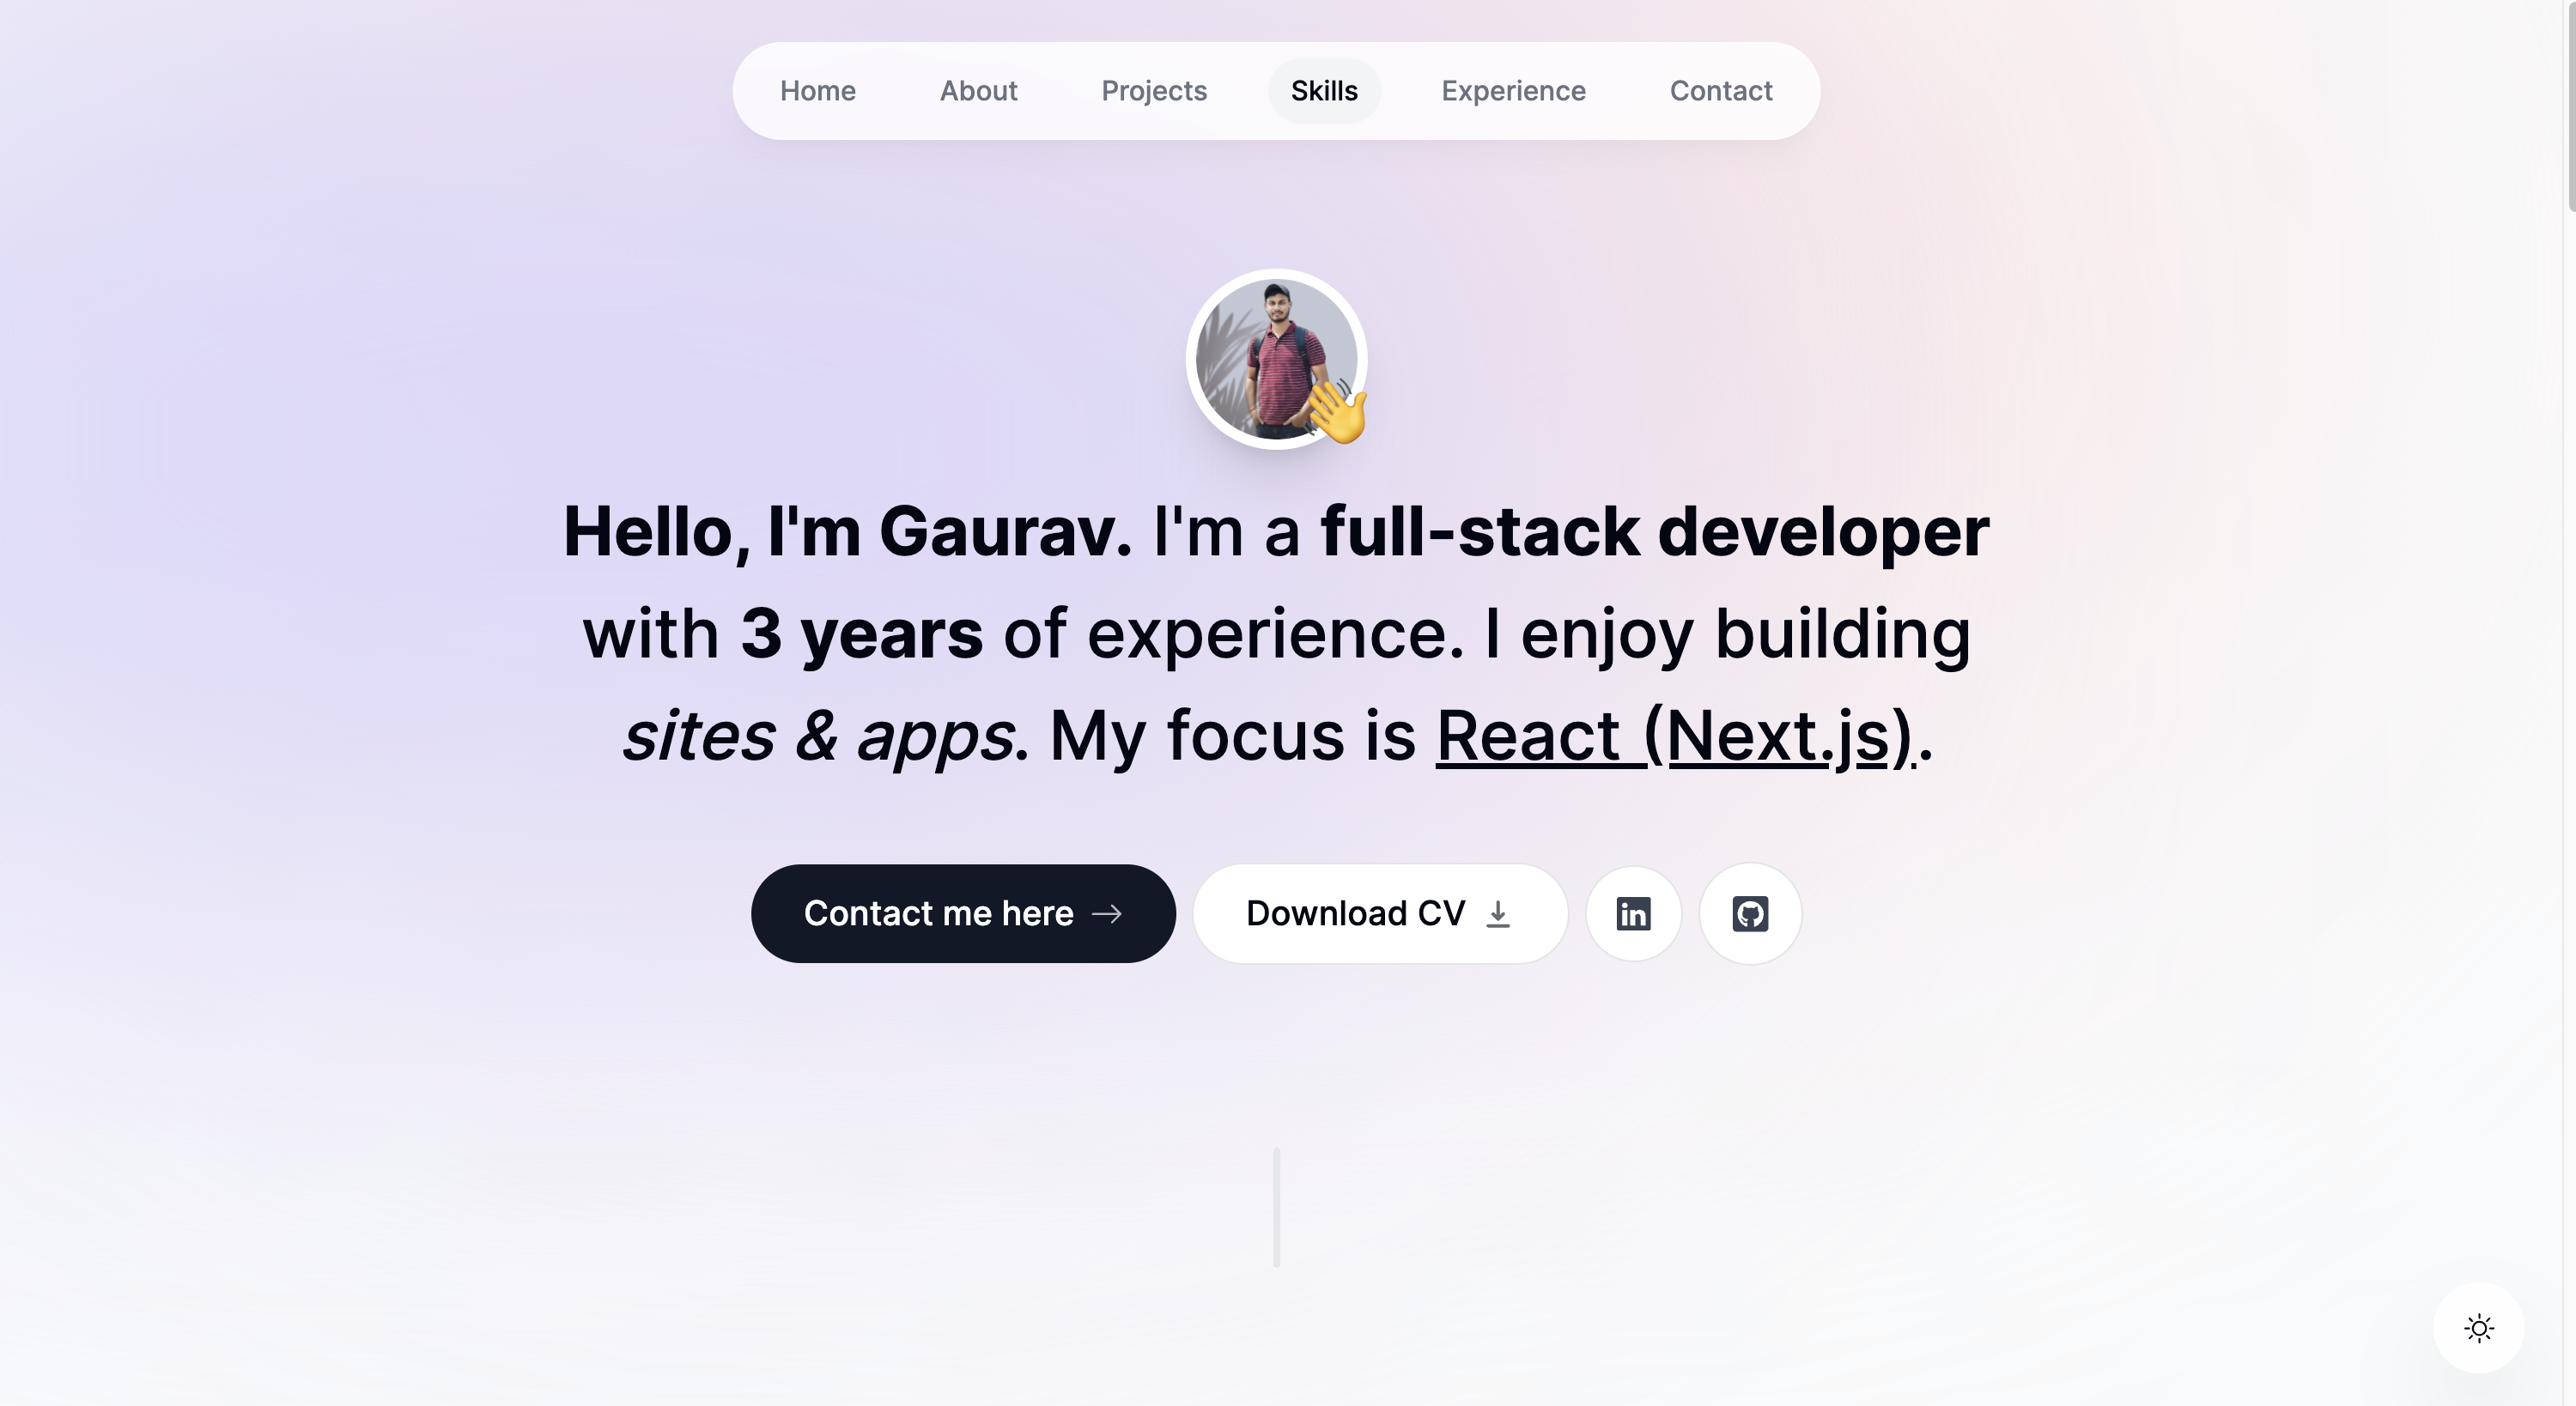 Home About Projects Skills Experience Contact
Hello, I'm Gaurav. I'm a full-stack developer
with 3 years of experience. I enjoy building
sites & apps. My focus is React (Next.js).
Contact me here Download CV in